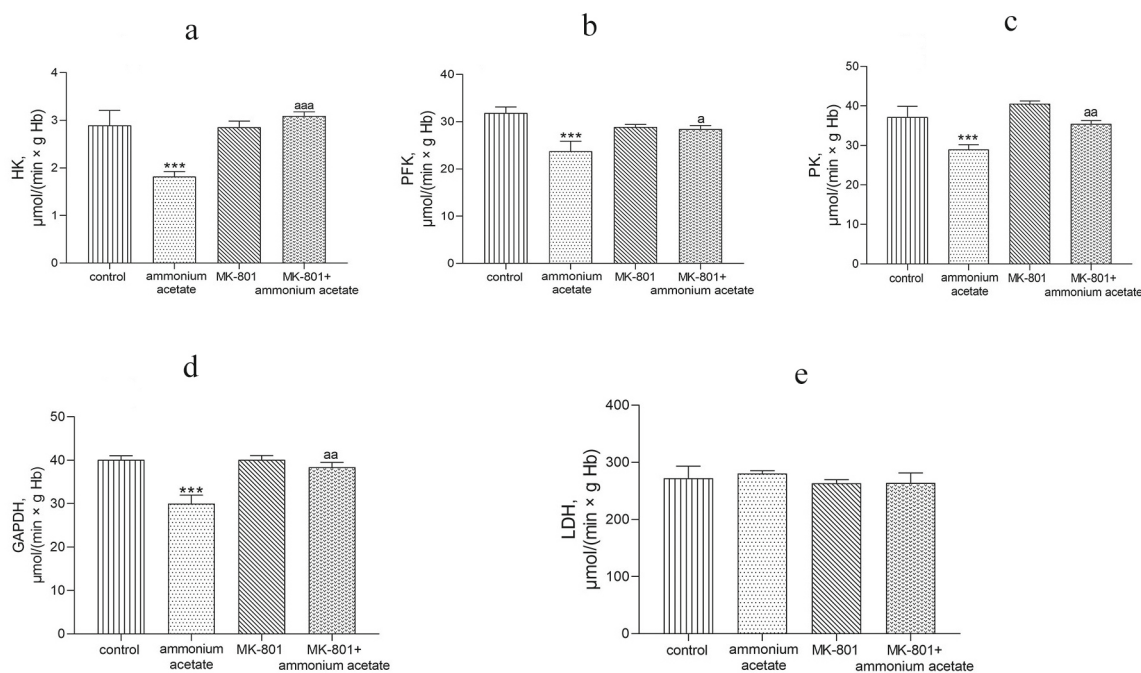 a
HK,
μmol/(min × g Hb)
4
3
2
1
0
***
aaa
control
ammonium
acetate
MK-801
MK-801+
ammonium acetate
b
PFK,
μmol/(min × g Hb)
40
30
20
10
0
***
a
control
ammonium
acetate
MK-801
MK-801+
ammonium acetate
c
PK,
μmol/(min × g Hb)
50
40
30
20
10
0
***
aa
control
ammonium
acetate
MK-801
MK-801+
ammonium acetate
d
GAPDH,
μmol/(min × g Hb)
50
40
30
20
10
0
***
aa
control
ammonium
acetate
MK-801
MK-801+
ammonium acetate
e
LDH,
μmol/(min × g Hb)
400
300
200
100
0
control
ammonium
acetate
MK-801
MK-801+
ammonium acetate